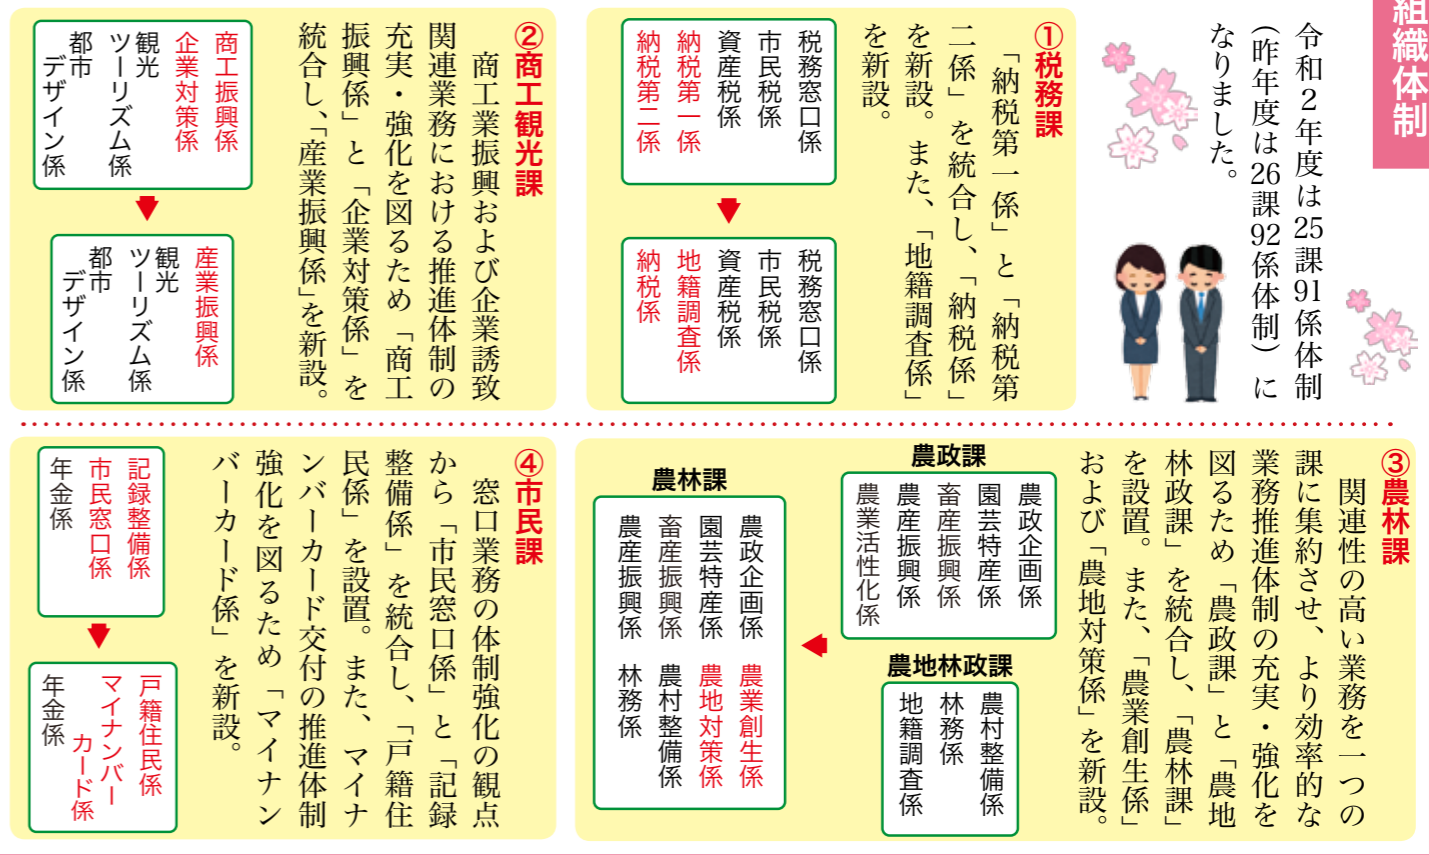 組織体制
令和２年度は25課91係体制
（昨年度は26課92係体制）に
なりました。
①税務課
「納税第一係」と「納税第
二係」を統合し、「納税係」
を新設。また、「地籍調査係」
を新設。
税務窓口係
市民税係
資産税係
納税第一係
納税第二係
税務窓口係
市民税係
資産税係
地籍調査係
納税係
②商工観光課
商工業振興および企業誘致
関連業務における推進体制の
充実・強化を図るため「商工
振興係」と「企業対策係」を
統合し、「産業振興係」を新設。
商工振興係
企業対策係
観光
ツーリズム係
都市
デザイン係
産業振興係
観光
ツーリズム係
都市
デザイン係
③農林課
関連性の高い業務を一つの
課に集約させ、より効率的な
業務推進体制の充実・強化を
図るため「農政課」と「農地
林政課」を統合し、「農林課」
を設置。また、「農業創生係」
および「農地対策係」を新設。
農政課
農政企画係
園芸特産係
畜産振興係
農産振興係
農業活性化係
農地林政課
農村整備係
林務係
地籍調査係
農林課
農政企画係　農業創生係
園芸特産係　農地対策係
畜産振興係　農村整備係
農産振興係　林務係
④市民課
窓口業務の体制強化の観点
から「市民窓口係」と「記録
整備係」を統合し、「戸籍住
民係」を設置。また、マイナ
ンバーカード交付の推進体制
強化を図るため「マイナン
バーカード係」を新設。
記録整備係
市民窓口係
年金係
戸籍住民係
マイナンバー
カード係
年金係